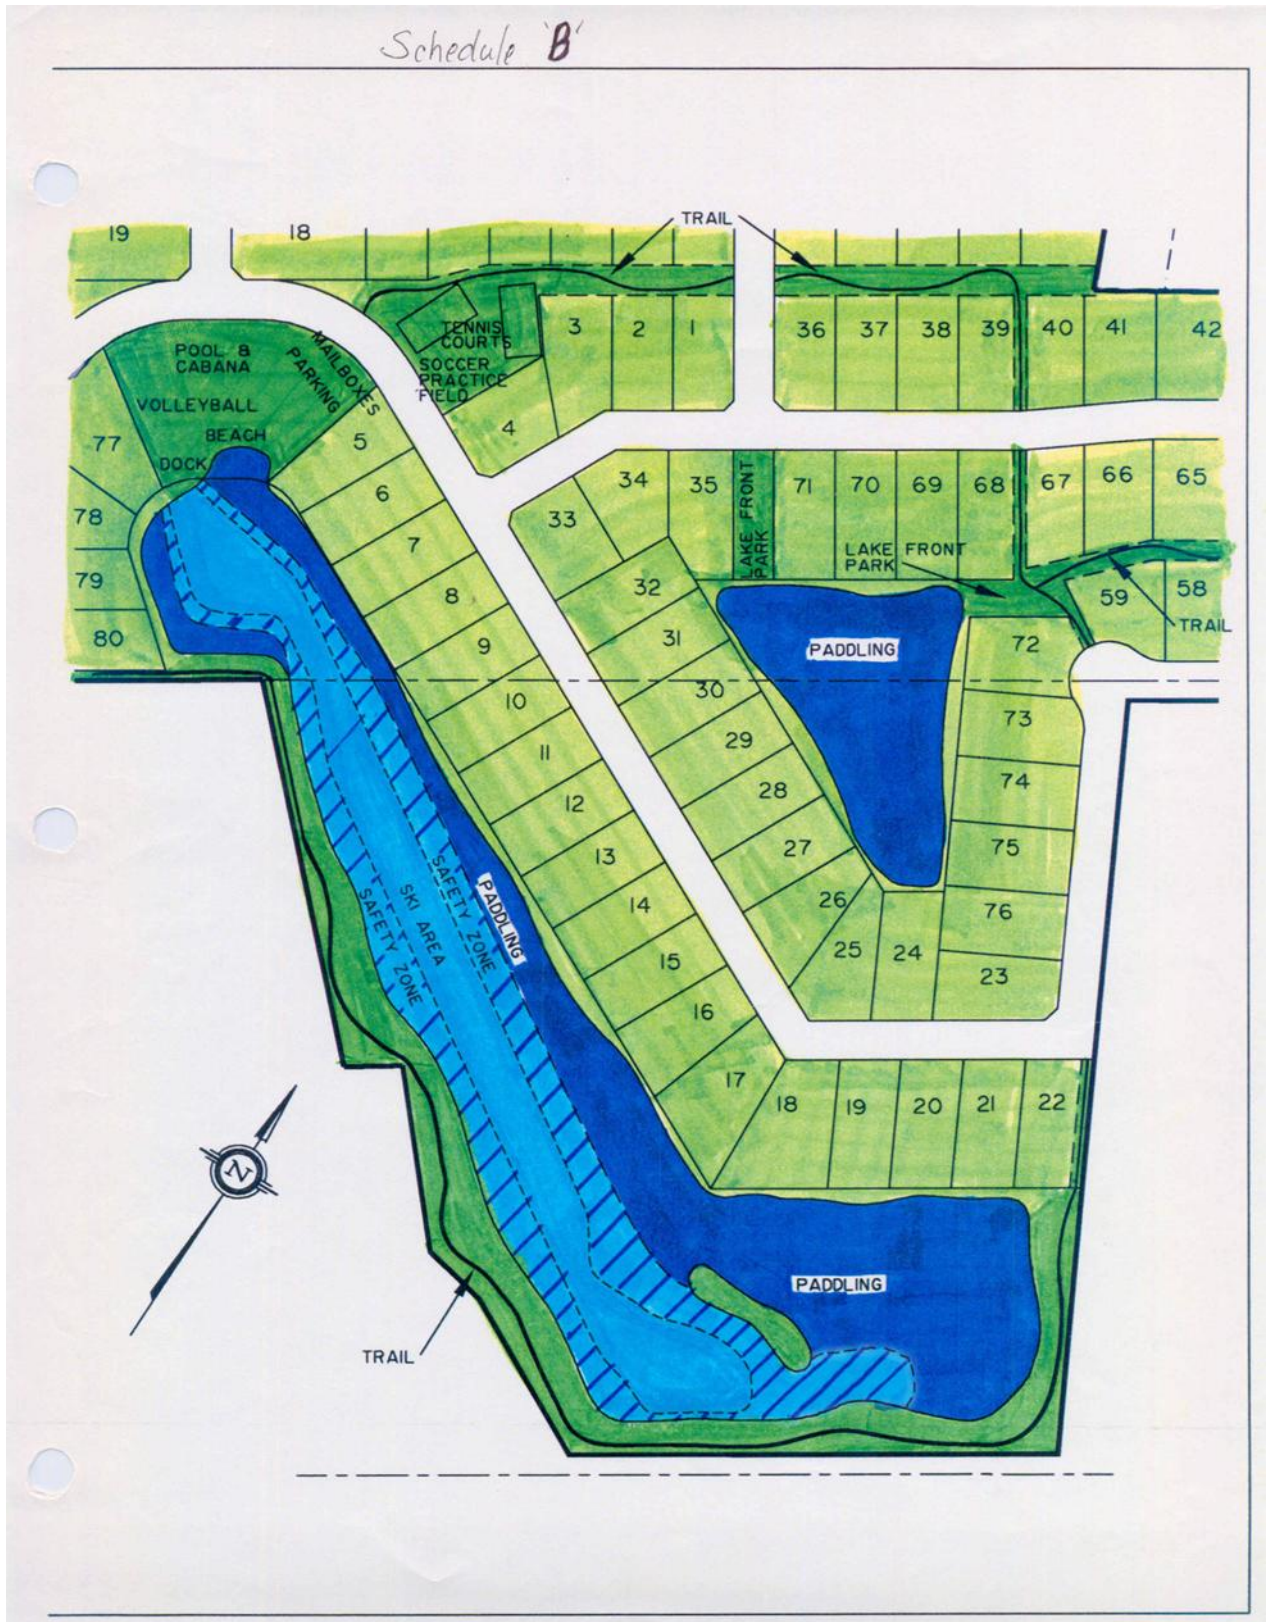 Schedule 'B'
TRAIL
19
18
3
2
1
36
37
38
39
40
41
42
TENNIS
COURTS
SOCCER
PRACTICE
FIELD
MAILBOXES
PARKING
POOL &
CABANA
VOLLEYBALL
BEACH
DOCK
77
78
79
80
4
5
6
7
8
9
10
11
12
13
14
15
16
17
18
19
20
21
22
33
34
35
LAKE FRONT
PARK
71
70
69
68
67
66
65
LAKE FRONT
PARK
59
58
TRAIL
32
31
30
29
28
27
26
25
24
23
PADDLING
72
73
74
75
76
SAFETY ZONE
SKI AREA
SAFETY ZONE
PADDLING
N
PADDLING
TRAIL